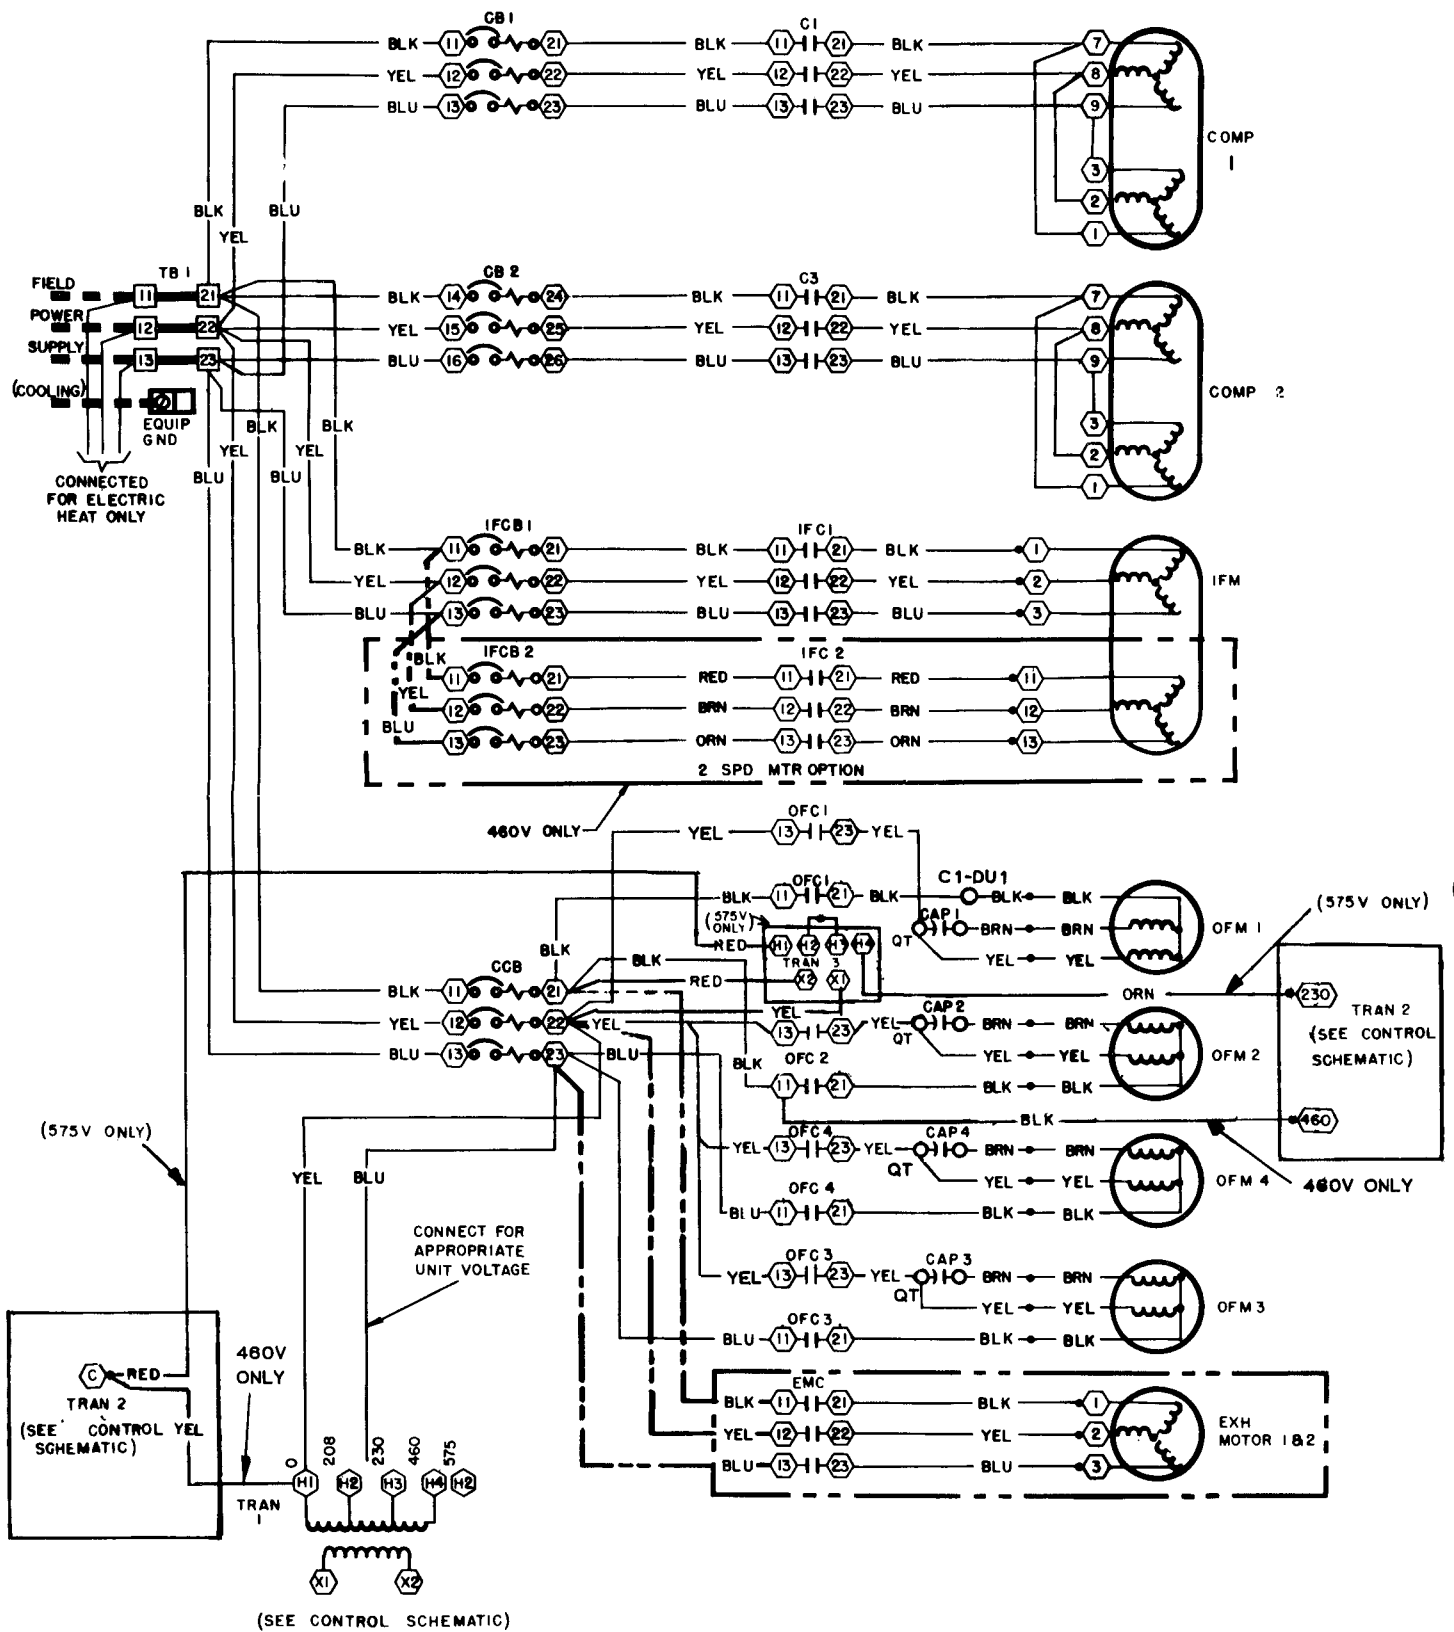 CB1 C1
BLK 11 21 BLK 11 21 BLK 7
YEL 12 22 YEL 12 22 YEL 8
BLU 13 23 BLU 13 23 BLU 9
COMP
1
3
2
1
BLK BLU
YEL
FIELD TB 1 CB 2 C3
11 21 BLK 14 24 BLK 11 21 BLK 7
POWER
12 22 YEL 15 25 YEL 12 22 YEL 8
SUPPLY
13 23 BLU 16 26 BLU 13 23 BLU 9
(COOLING)
COMP 2
EQUIP
GND
BLK BLK
3
YEL YEL
2
BLU BLU
1
CONNECTED
FOR ELECTRIC
HEAT ONLY
IFCB1 IFC1
BLK 11 21 BLK 11 21 BLK 1
YEL 12 22 YEL 12 22 YEL 2 IFM
BLU 13 23 BLU 13 23 BLU 3
BLK IFCB 2 IFC 2
11 21 RED 11 21 RED 11
YEL
12 22 BRN 12 22 BRN 12
BLU
13 23 ORN 13 23 ORN 13
2 SPD MTR OPTION
460V ONLY
OFC1
YEL 13 23 YEL
OFC1 C1-DU1
BLK 11 21 BLK BLK BLK
(575V ONLY)
(575V
ONLY)
CAP 1
QT BRN BRN OFM 1
RED H1 H2 H3 H4
YEL YEL
BLK BLK TRAN 3
CCB
RED X2 X1
BLK 11 21
ORN 230
YEL
YEL 12 22 YEL 13 23 YEL CAP2 BRN BRN
QT
TRAN 2
(SEE CONTROL
SCHEMATIC)
BLU 13 23 BLU OFC 2 YEL YEL OFM 2
BLK
11 21 BLK BLK
BLK 460
(575V ONLY)
OFC4 CAP4
YEL 13 23 YEL BRN BRN
QT
YEL BLU
OFC 4 YEL YEL OFM 4 460V ONLY
BLU 11 21 BLK BLK
CONNECT FOR
APPROPRIATE
UNIT VOLTAGE
OFC 3 CAP 3
YEL 13 23 YEL BRN BRN
QT
OFC3 YEL YEL OFM 3
BLU 11 21 BLK BLK
460V
ONLY
C RED
TRAN 2
(SEE CONTROL YEL
SCHEMATIC)
EMC
BLK 11 21 BLK 1
YEL 12 22 YEL 2
BLU 13 23 BLU 3
EXH
MOTOR 1&2
0 208 230 460 575
H1 H2 H3 H4 H2
TRAN
1
X1 X2
(SEE CONTROL SCHEMATIC)